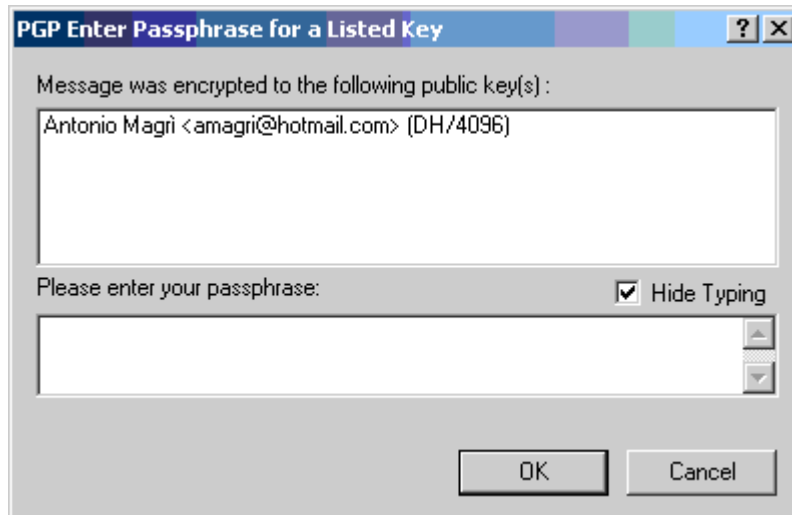 PGP Enter Passphrase for a Listed Key
Message was encrypted to the following public key(s) :
Antonio Magrì <amagri@hotmail.com> (DH/4096)
Please enter your passphrase:
Hide Typing
OK
Cancel